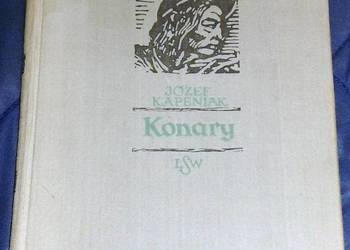 JÓZEF
KAPENIAK
Konary
LSW